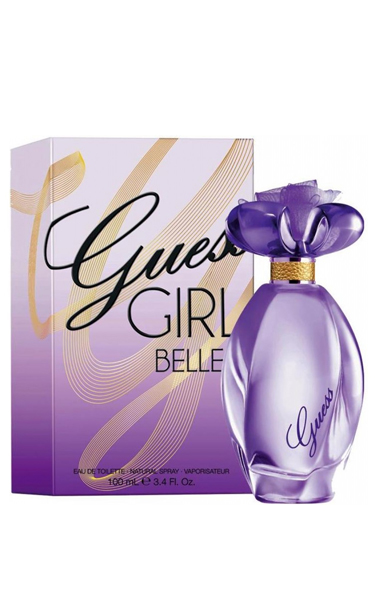 Guess
GIRL
BELLE
EAU DE TOILETTE - NATURAL SPRAY - VAPORISATEUR
100 mL ℮ 3.4 Fl. Oz.
Guess